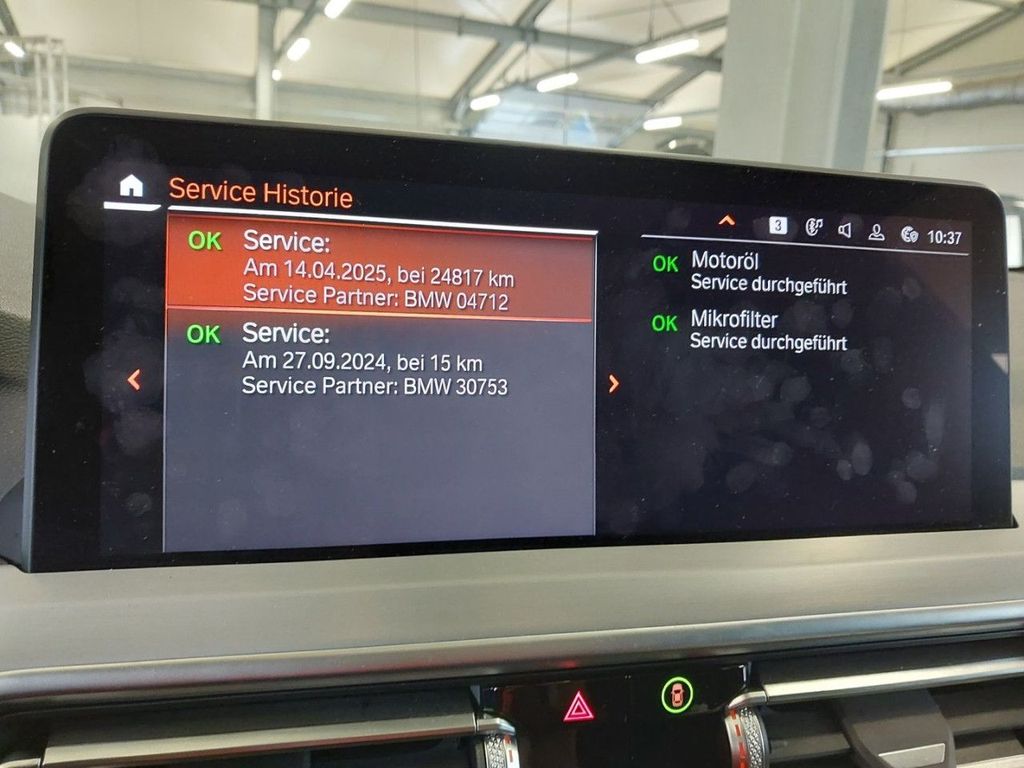 Service Historie
3
10:37
OK Service:
Am 14.04.2025, bei 24817 km
Service Partner: BMW 04712
OK Service:
Am 27.09.2024, bei 15 km
Service Partner: BMW 30753
OK Motoröl
Service durchgeführt
OK Mikrofilter
Service durchgeführt